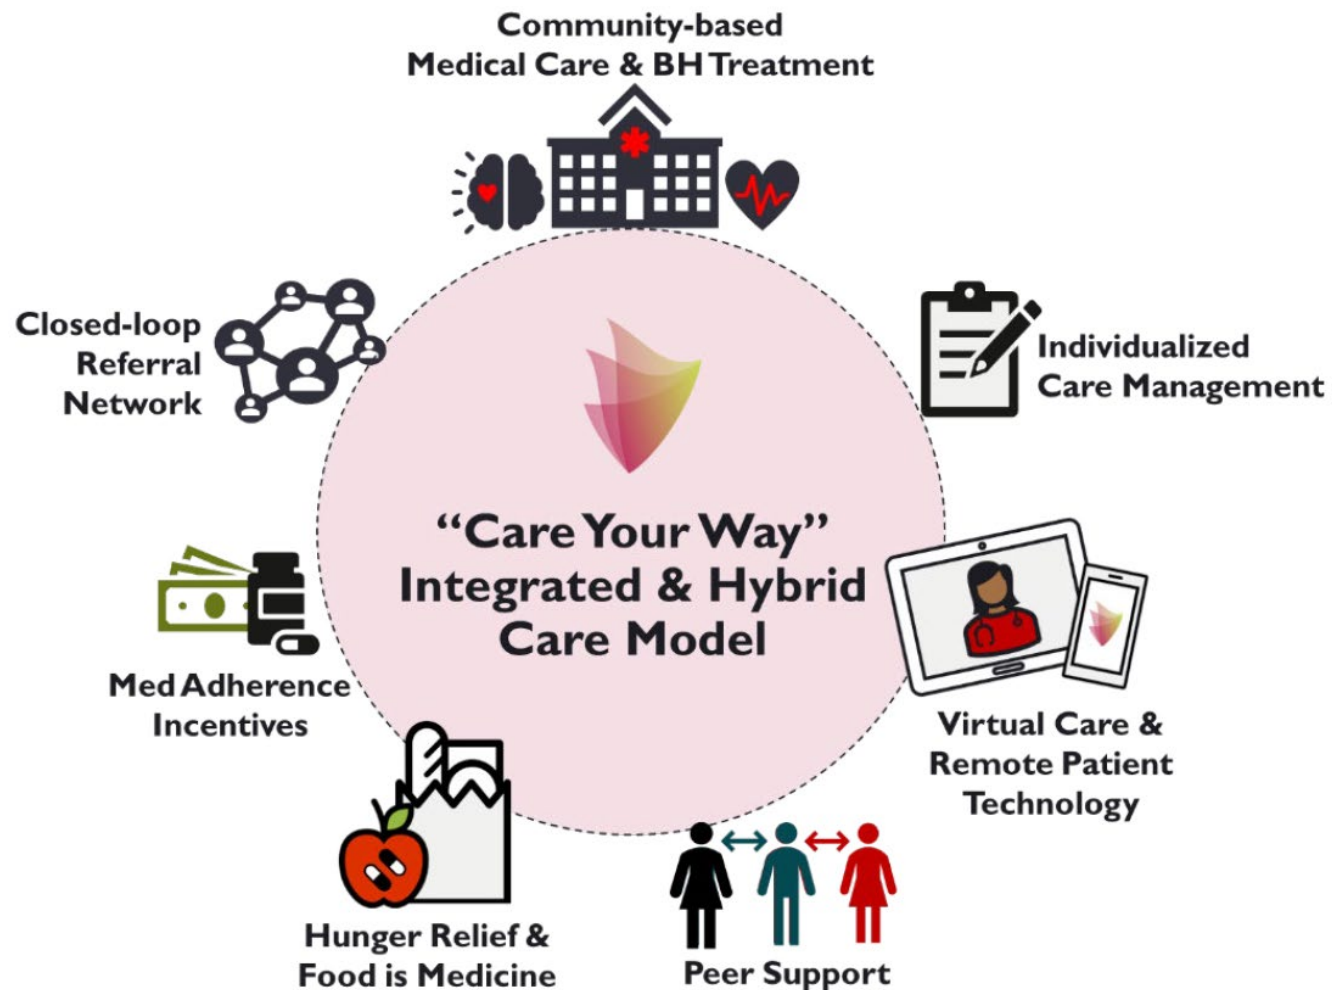 Community-based
Medical Care & BH Treatment
Individualized
Care Management
Virtual Care &
Remote Patient
Technology
Peer Support
Hunger Relief &
Food is Medicine
Med Adherence
Incentives
Closed-loop
Referral
Network
“Care Your Way”
Integrated & Hybrid
Care Model